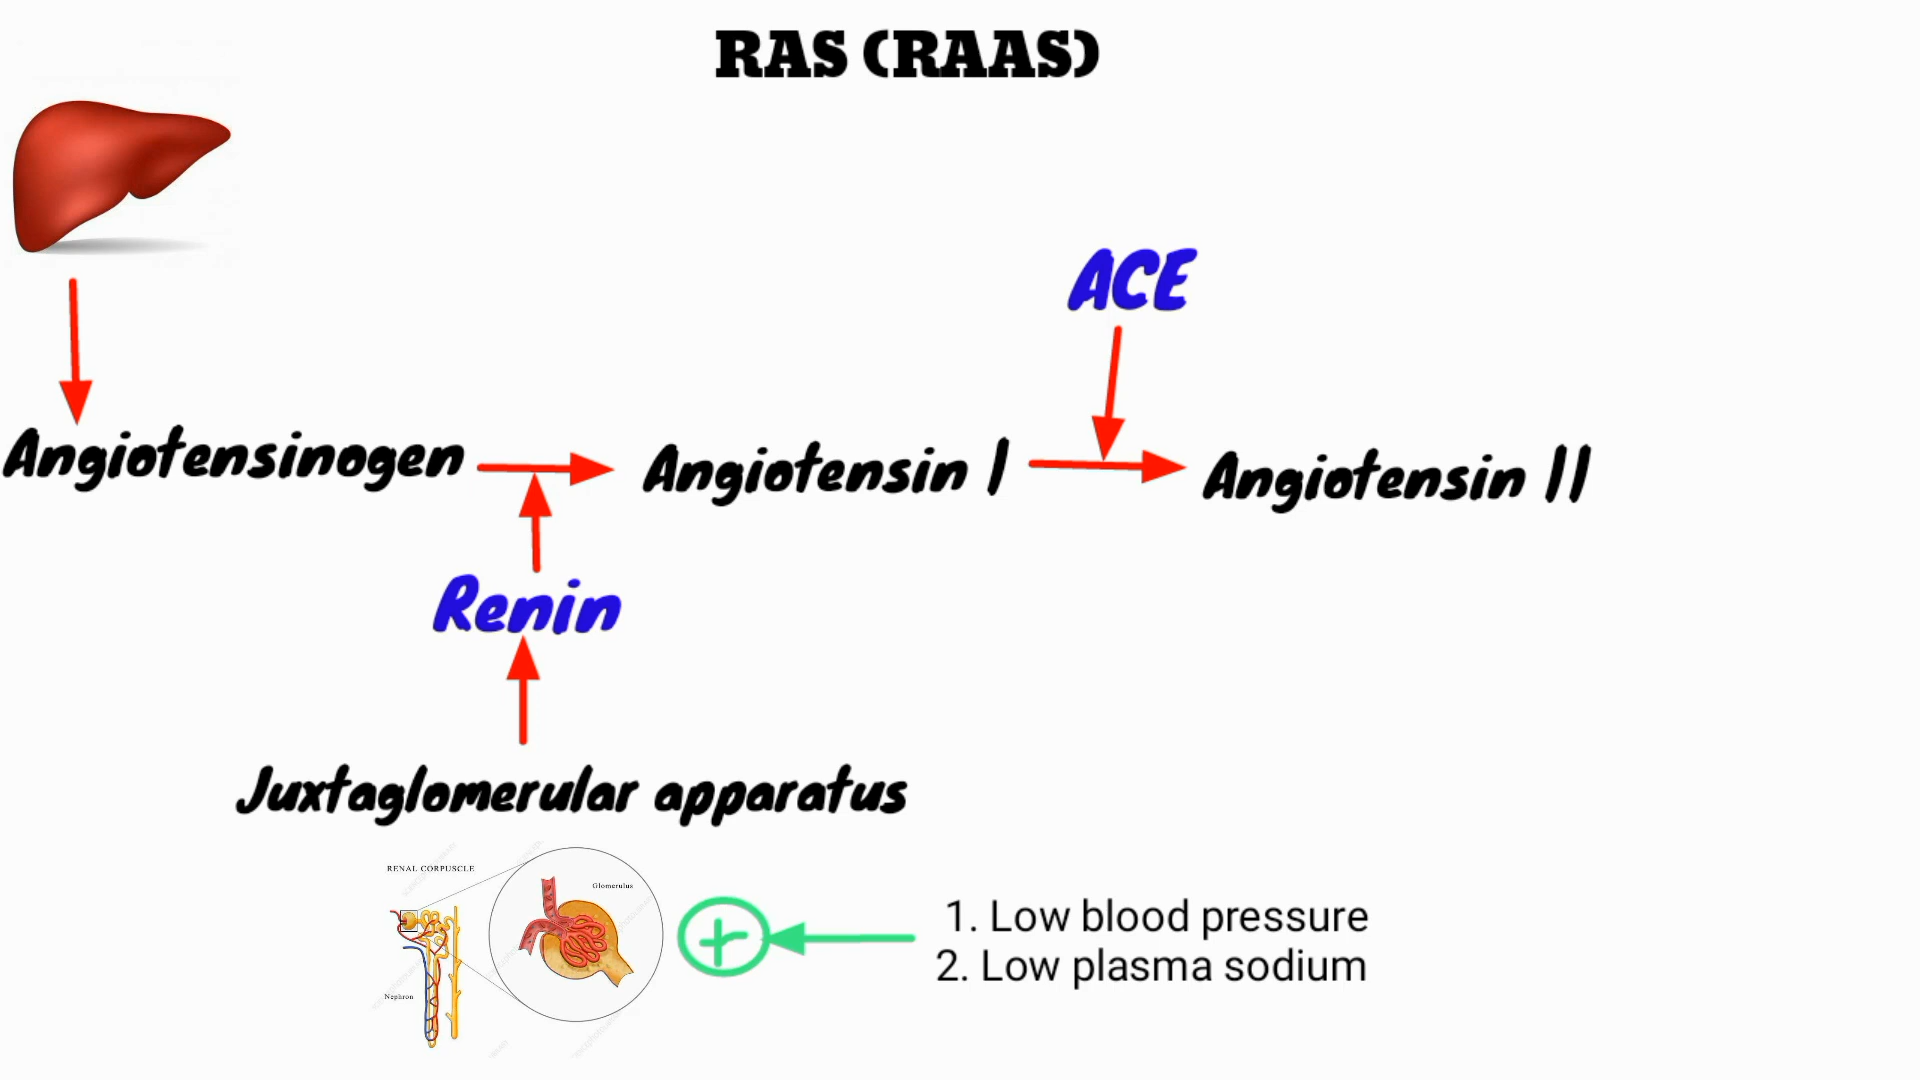 RAS (RAAS)
ACE
Angiotensinogen
Angiotensin I
Angiotensin II
Renin
Juxtaglomerular apparatus
RENAL CORPUSCLE
Glomerulus
Nephron
1. Low blood pressure
2. Low plasma sodium